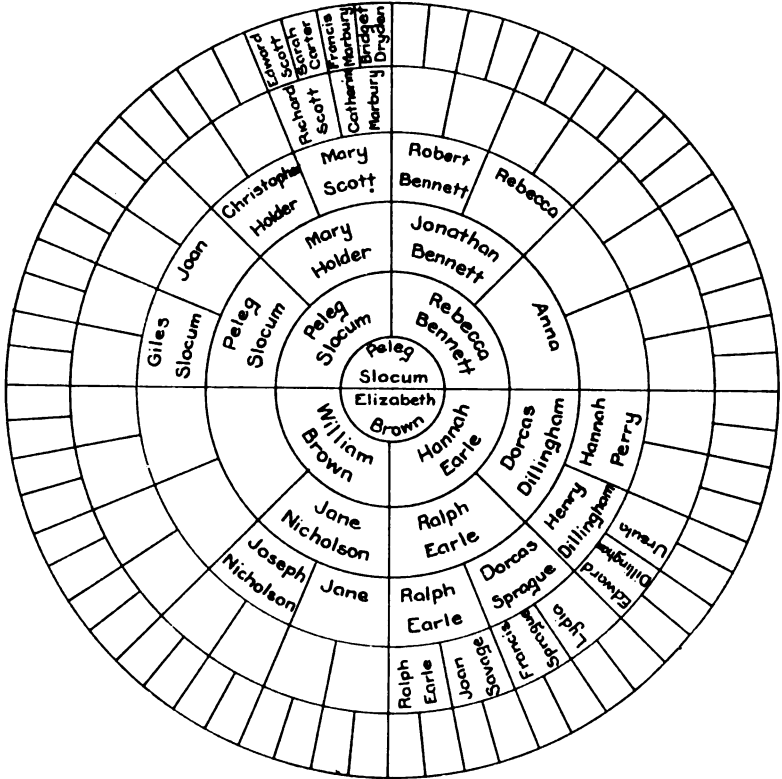 Edward
Scott
Sarah
Carter
Francis
Marbury
Bridget
Dryden
Richard
Scott
Catherine
Marbury
Christopher
Holder
Mary
Scott
Robert
Bennett
Rebecca
Joan
Giles
Slocum
Peleg
Slocum
Mary
Holder
Jonathan
Bennett
Anna
Peleg
Slocum
Rebecca
Bennett
Peleg
Slocum
Elizabeth
Brown
William
Brown
Hannah
Earle
Jane
Nicholson
Ralph
Earle
Dorcas
Dillingham
Joseph
Nicholson
Jane
Ralph
Earle
Dorcas
Sprague
Henry
Dillingham
Hannah
Perry
Ralph
Earle
Joan
Savage
Francis
Sprague
Lydia
Edward
Dillingham
Ursula